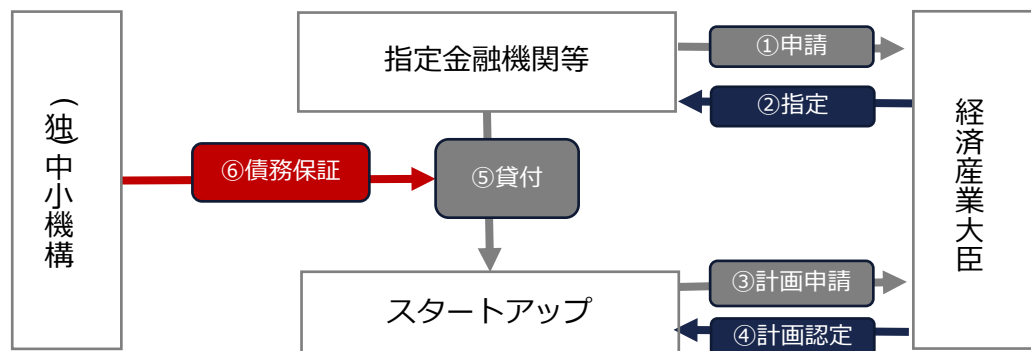 指定金融機関等
①申請
②指定
(独)中小機構
⑥債務保証
⑤貸付
経済産業大臣
スタートアップ
③計画申請
④計画認定